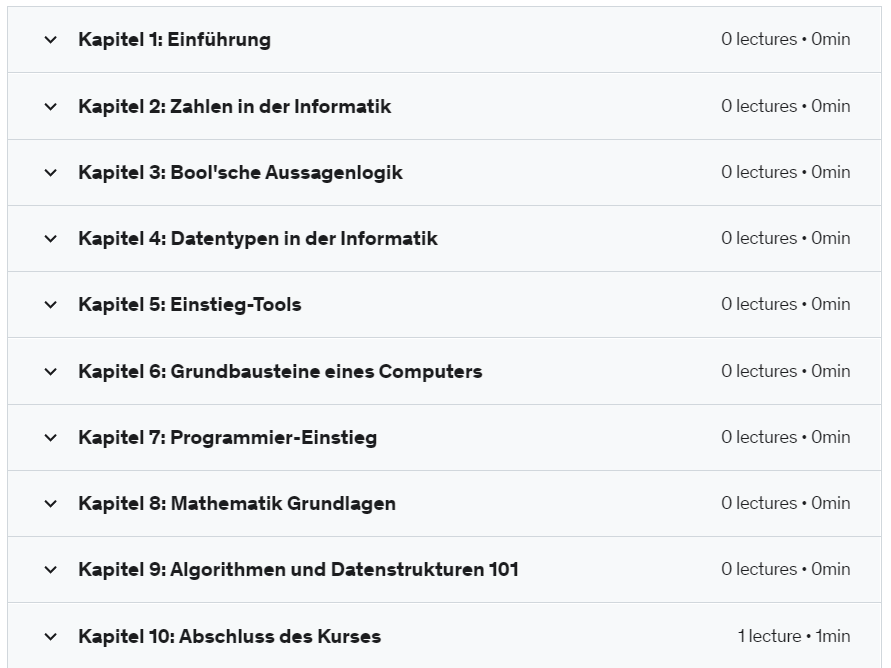 Kapitel 1: Einführung 0 lectures • 0min
Kapitel 2: Zahlen in der Informatik 0 lectures • 0min
Kapitel 3: Bool'sche Aussagenlogik 0 lectures • 0min
Kapitel 4: Datentypen in der Informatik 0 lectures • 0min
Kapitel 5: Einstieg-Tools 0 lectures • 0min
Kapitel 6: Grundbausteine eines Computers 0 lectures • 0min
Kapitel 7: Programmier-Einstieg 0 lectures • 0min
Kapitel 8: Mathematik Grundlagen 0 lectures • 0min
Kapitel 9: Algorithmen und Datenstrukturen 101 0 lectures • 0min
Kapitel 10: Abschluss des Kurses 1 lecture • 1min